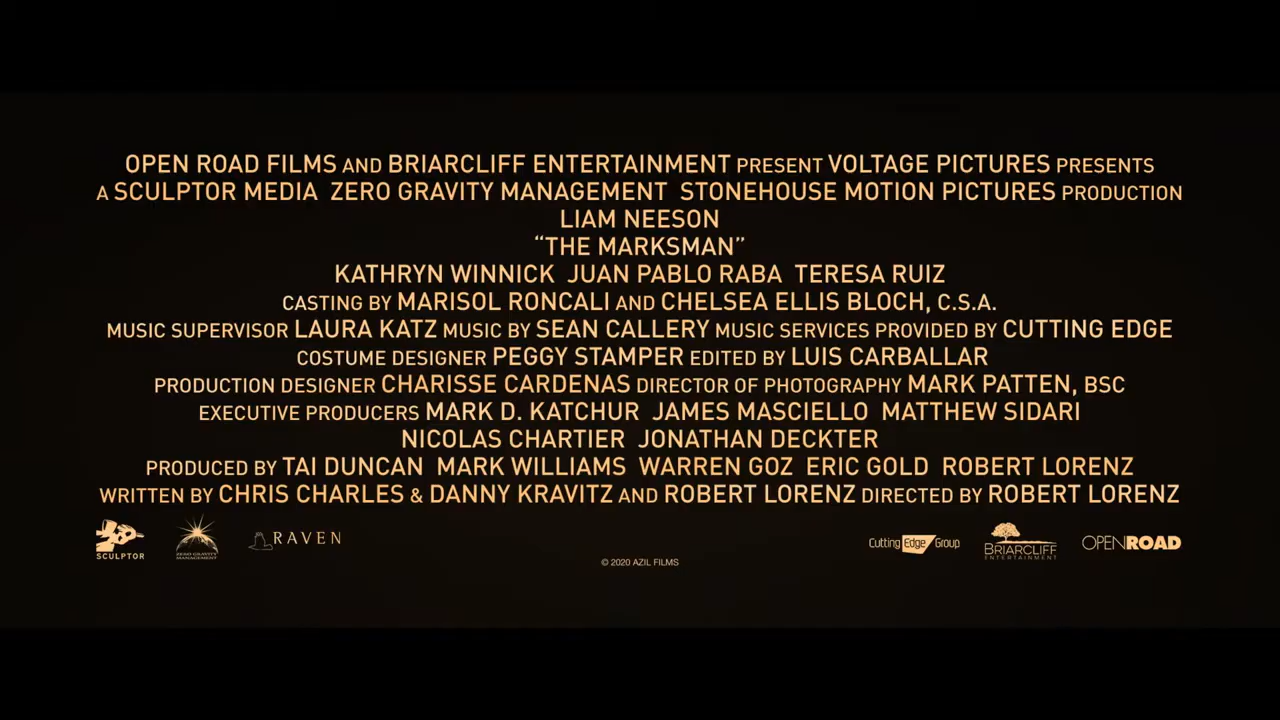 OPEN ROAD FILMS AND BRIARCLIFF ENTERTAINMENT PRESENT VOLTAGE PICTURES PRESENTS
A SCULPTOR MEDIA ZERO GRAVITY MANAGEMENT STONEHOUSE MOTION PICTURES PRODUCTION
LIAM NEESON
“THE MARKSMAN”
KATHRYN WINNICK JUAN PABLO RABA TERESA RUIZ
CASTING BY MARISOL RONCALI AND CHELSEA ELLIS BLOCH, C.S.A.
MUSIC SUPERVISOR LAURA KATZ MUSIC BY SEAN CALLERY MUSIC SERVICES PROVIDED BY CUTTING EDGE
COSTUME DESIGNER PEGGY STAMPER EDITED BY LUIS CARBALLAR
PRODUCTION DESIGNER CHARISSE CARDENAS DIRECTOR OF PHOTOGRAPHY MARK PATTEN, BSC
EXECUTIVE PRODUCERS MARK D. KATCHUR JAMES MASCIELLO MATTHEW SIDARI
NICOLAS CHARTIER JONATHAN DECKTER
PRODUCED BY TAI DUNCAN MARK WILLIAMS WARREN GOZ ERIC GOLD ROBERT LORENZ
WRITTEN BY CHRIS CHARLES & DANNY KRAVITZ AND ROBERT LORENZ DIRECTED BY ROBERT LORENZ
SCULPTOR
ZERO GRAVITY
MANAGEMENT
RAVEN
© 2020 AZIL FILMS
Cutting Edge Group
BRIARCLIFF
ENTERTAINMENT
OPEN ROAD